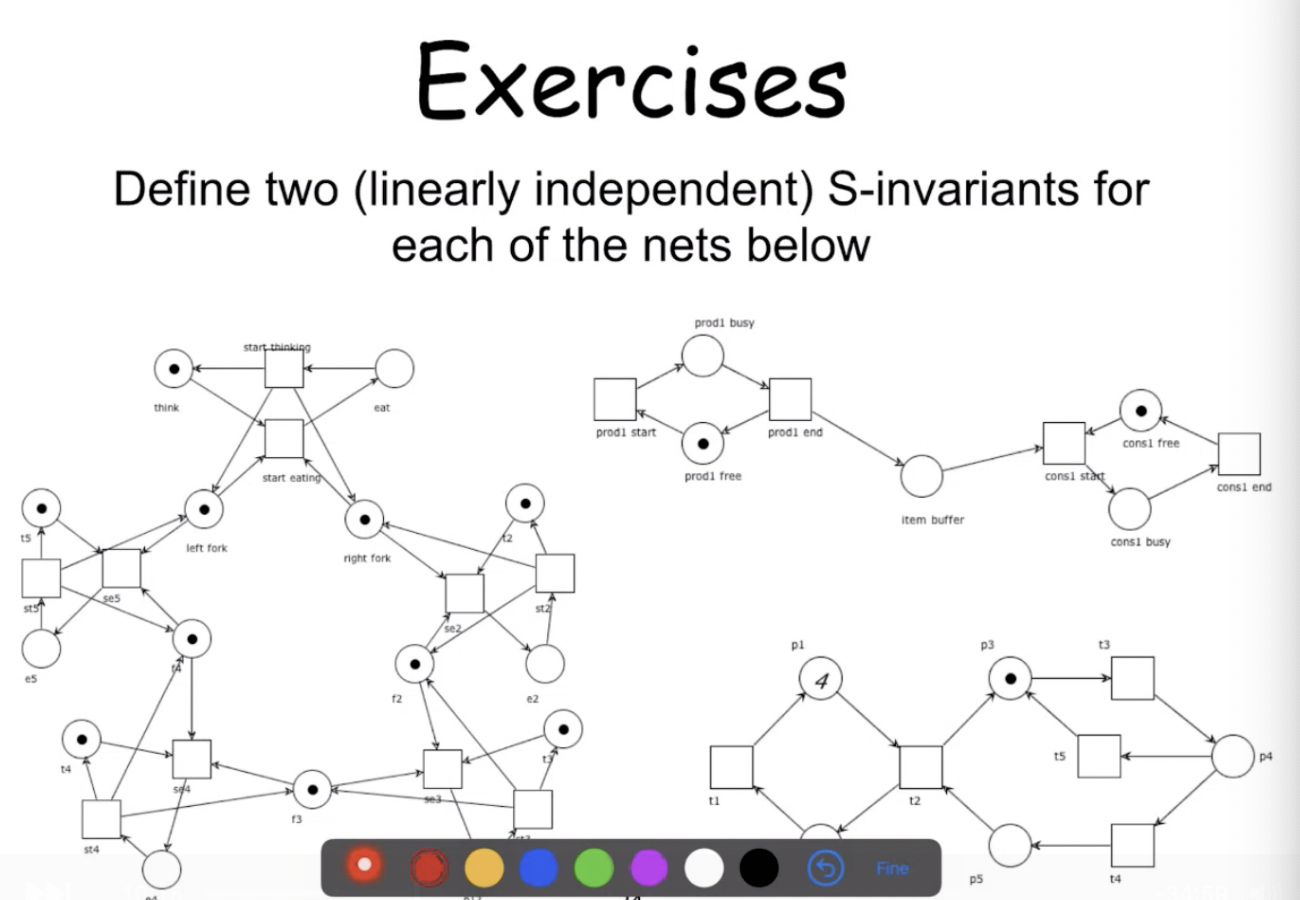 Exercises
Define two (linearly independent) S-invariants for
each of the nets below
prod1 busy
start thinking
think
eat
prod1 start
prod1 end
cons1 free
prod1 free
start eating
cons1 start
cons1 end
item buffer
cons1 busy
t5
left fork
right fork
t2
st5
se5
st2
se2
e5
f4
f2
e2
p1
p3
t3
4
t4
se4
t3
t5
p4
f3
se3
t1
t2
st4
p5
t4
Fine